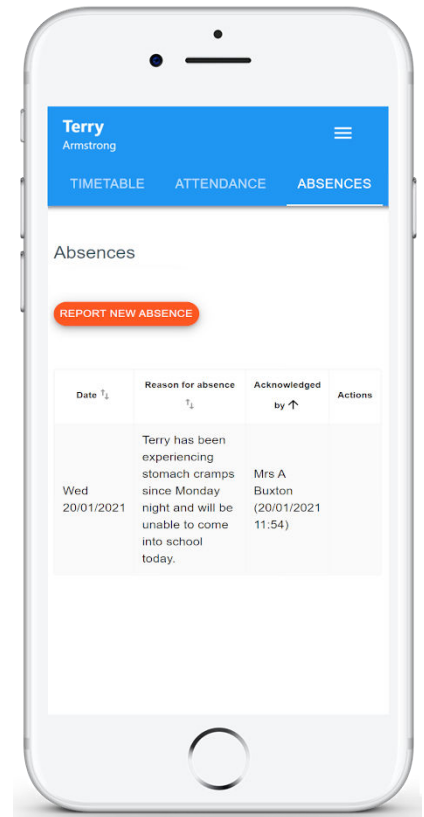 Terry
Armstrong
TIMETABLE ATTENDANCE ABSENCES
Absences
REPORT NEW ABSENCE
Date Reason for absence Acknowledged by Actions
Wed 20/01/2021
Terry has been
experiencing
stomach cramps
since Monday
night and will be
unable to come
into school
today.
Mrs A
Buxton
(20/01/2021
11:54)